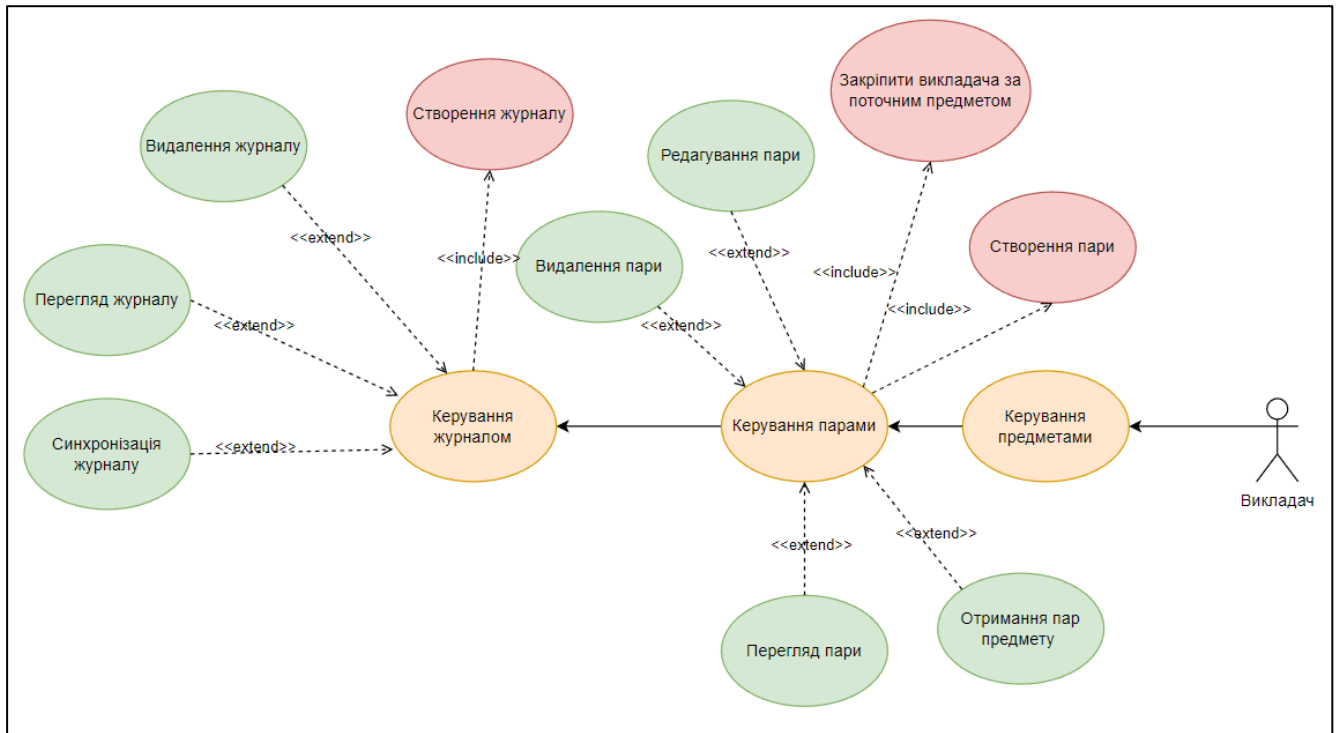 Закріпити викладача за
поточним предметом
Створення журналу
Видалення журналу
Редагування пари
<<extend>>
<<extend>>
Створення пари
<<include>>
Видалення пари
<<include>>
Перегляд журналу
<<extend>>
<<extend>>
<<include>>
Керування
журналом
Керування парами
Керування
предметами
Синхронізація
журналу
<<extend>>
Викладач
<<extend>>
<<extend>>
Отримання пар
предмету
Перегляд пари